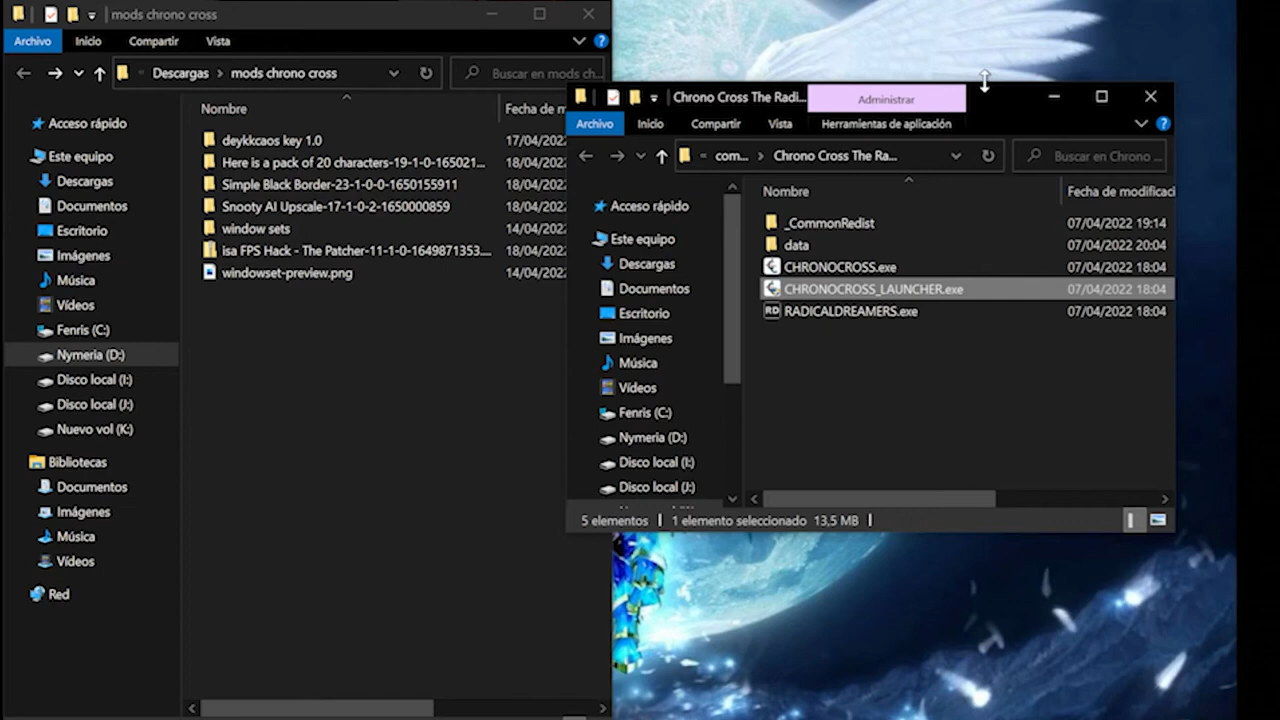 mods chrono cross
Archivo Inicio Compartir Vista
Descargas > mods chrono cross
Buscar en mods ch...
Nombre
Fecha de m
Acceso rápido
Este equipo
Descargas
Documentos
Escritorio
Imágenes
Música
Vídeos
Fenris (C:)
Nymeria (D:)
Disco local (I:)
Disco local (J:)
Nuevo vol (K:)
Bibliotecas
Documentos
Imágenes
Música
Vídeos
Red
deykkcaos key 1.0 17/04/202
Here is a pack of 20 characters-19-1-0-165021... 18/04/202
Simple Black Border-23-1-0-0-1650155911 18/04/202
Snooty AI Upscale-17-1-0-2-1650000859 18/04/202
window sets 14/04/202
isa FPS Hack - The Patcher-11-1-0-1649871353.... 18/04/202
windowset-preview.png 14/04/202
Chrono Cross The Radi... Administrar
Archivo Inicio Compartir Vista Herramientas de aplicación
« com... > Chrono Cross The Ra...
Buscar en Chrono ...
Nombre
Fecha de modificaci
Acceso rápido
Este equipo
Descargas
Documentos
Escritorio
Imágenes
Música
Vídeos
Fenris (C:)
Nymeria (D:)
Disco local (I:)
Disco local (J:)
_CommonRedist 07/04/2022 19:14
data 07/04/2022 20:04
CHRONOCROSS.exe 07/04/2022 18:04
CHRONOCROSS_LAUNCHER.exe 07/04/2022 18:04
RD RADICALDREAMERS.exe 07/04/2022 18:04
5 elementos | 1 elemento seleccionado 13,5 MB |